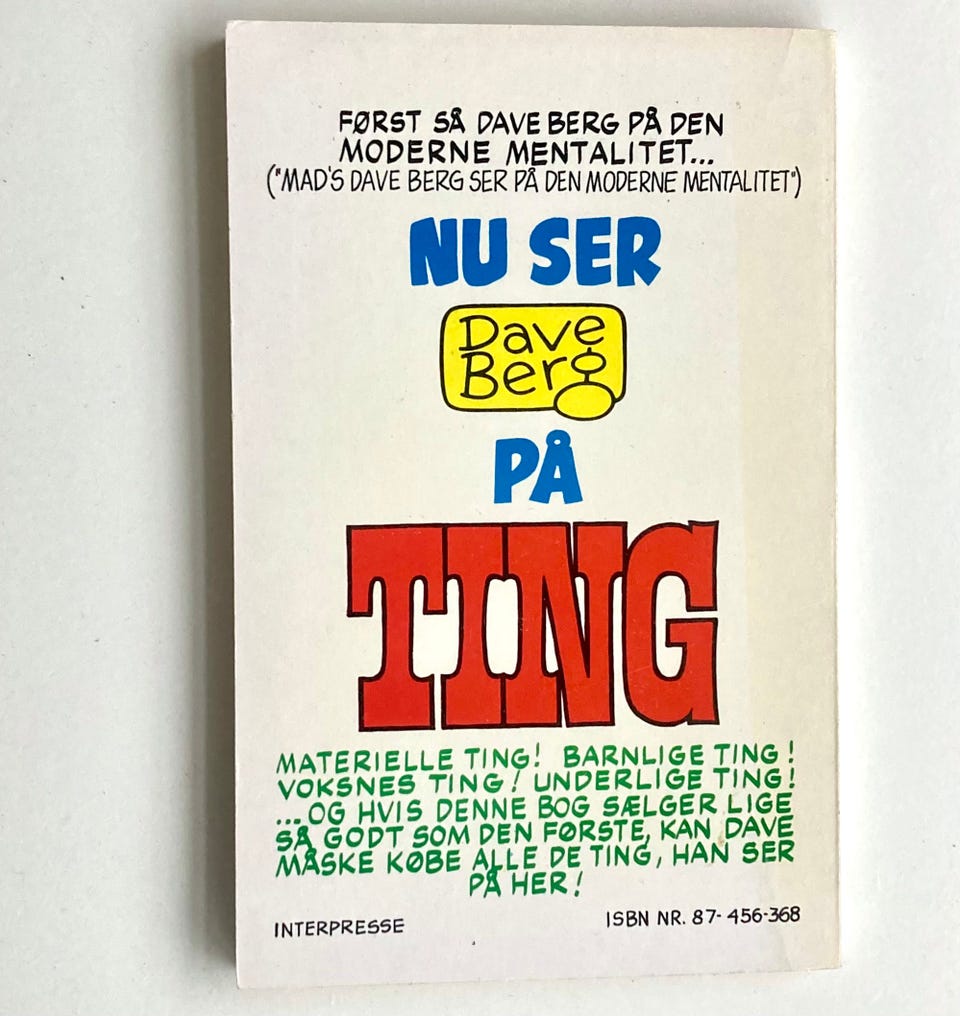 FØRST SÅ DAVE BERG PÅ DEN
MODERNE MENTALITET...
("MAD'S DAVE BERG SER PÅ DEN MODERNE MENTALITET")
NU SER
Dave
Berg
PÅ
TING
MATERIELLE TING! BARNLIGE TING!
VOKSNES TING! UNDERLIGE TING!
...OG HVIS DENNE BOG SÆLGER LIGE
SÅ GODT SOM DEN FØRSTE, KAN DAVE
MÅSKE KØBE ALLE DE TING, HAN SER
PÅ HER!
INTERPRESSE
ISBN NR. 87-456-368